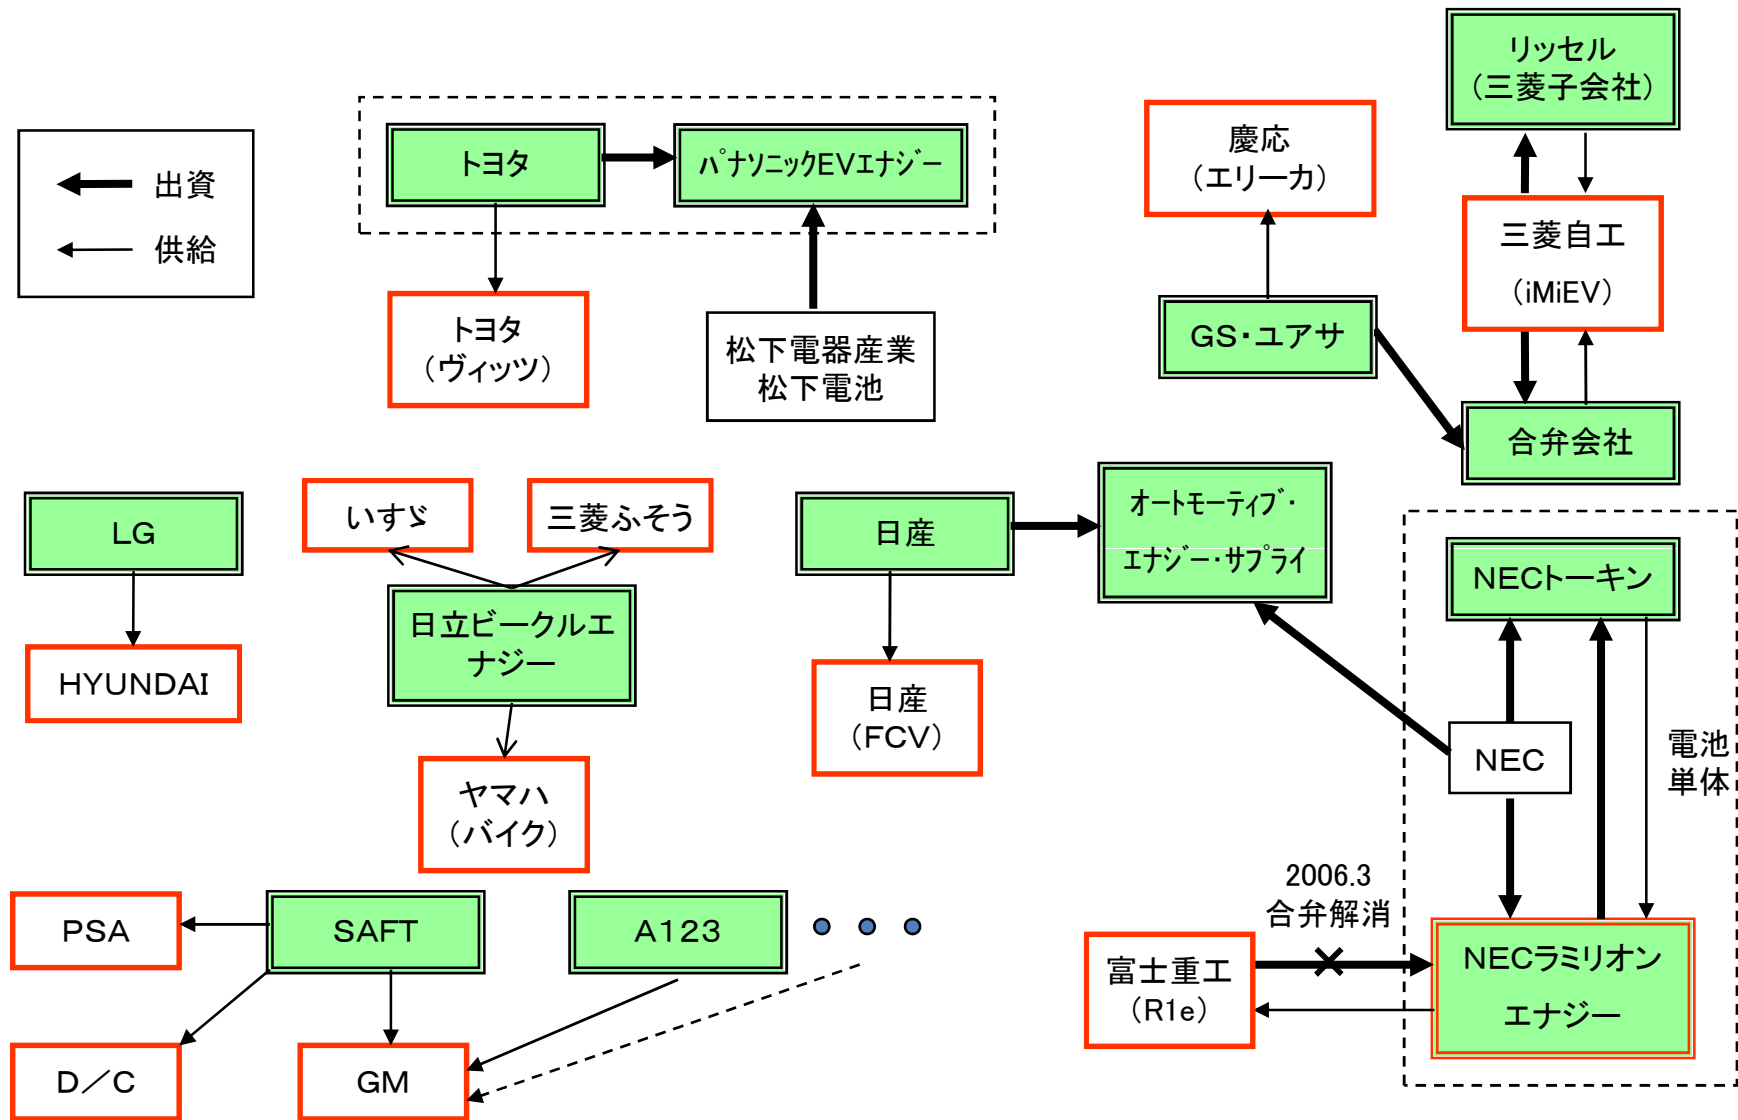 出資
供給
トヨタ
パナソニックEVエナジー
トヨタ
(ヴィッツ)
松下電器産業
松下電池
慶応
(エリーカ)
リッセル
(三菱子会社)
三菱自工
(iMiEV)
GS・ユアサ
合弁会社
LG
HYUNDAI
いすゞ
三菱ふそう
日立ビークルエ
ナジー
ヤマハ
(バイク)
日産
オートモーティブ・
エナジー・サプライ
日産
(FCV)
NECトーキン
NEC
電池
単体
2006.3
合弁解消
富士重工
(R1e)
NECラミリオン
エナジー
PSA
SAFT
A123
D/C
GM